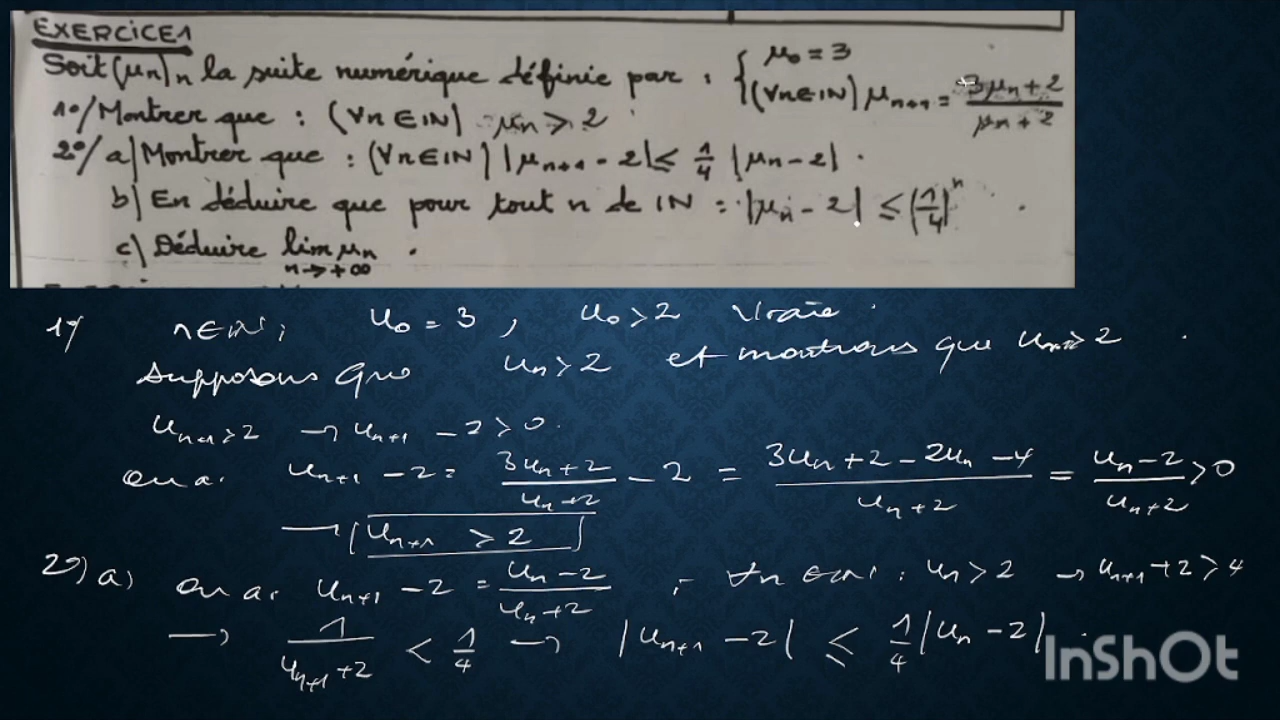 EXERCICE1
Soit (μn)n la suite numérique définie par : { μ0 = 3
{ (∀n∈IN) μn+1 = (3μn+2)/(μn+2)
1°/ Montrer que : (∀n∈IN) μn > 2
2°/ a) Montrer que : (∀n∈IN) |μn+1 - 2| ≤ 1/4 |μn - 2| .
b) En déduire que pour tout n de IN : |μn - 2| ≤ (1/4)^n .
c) Déduire lim μn .
n→+∞
1) n∈IN; u0 = 3 , u0 > 2 vraie .
supposons que un > 2 et montrons que un+1 > 2 .
un+1 > 2 → un+1 - 2 > 0 .
on a . un+1 - 2 = (3un+2)/(un+2) - 2 = (3un+2-2un-4)/(un+2) = (un-2)/(un+2) > 0
→ un+1 > 2
2) a) on a . un+1 - 2 = (un-2)/(un+2) ; ∀n∈IN : un > 2 → un+1+2 > 4
→ 1/(un+1+2) < 1/4 → |un+1 - 2| ≤ 1/4 |un - 2| .
InShOt